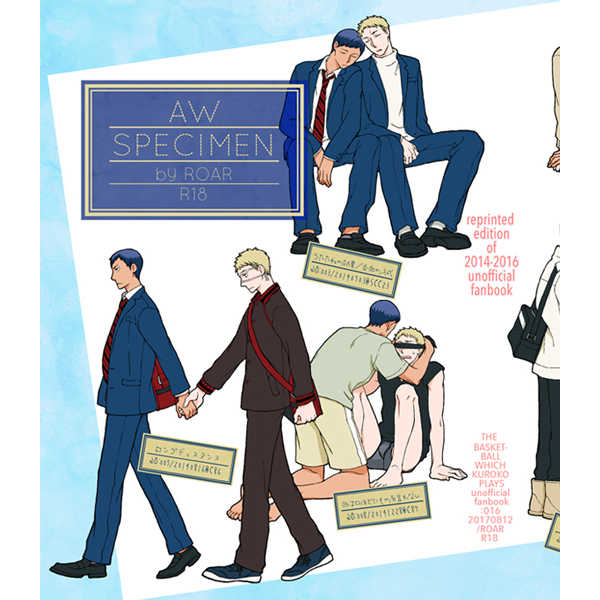 AW
SPECIMEN
by ROAR
R18
reprinted
edition
of
2014-2016
unofficial
fanbook
ロングディスタンス
THE
BASKET-
BALL
WHICH
KUROKO
PLAYS
unofficial
fanbook
:016
20170812
/ROAR
R18